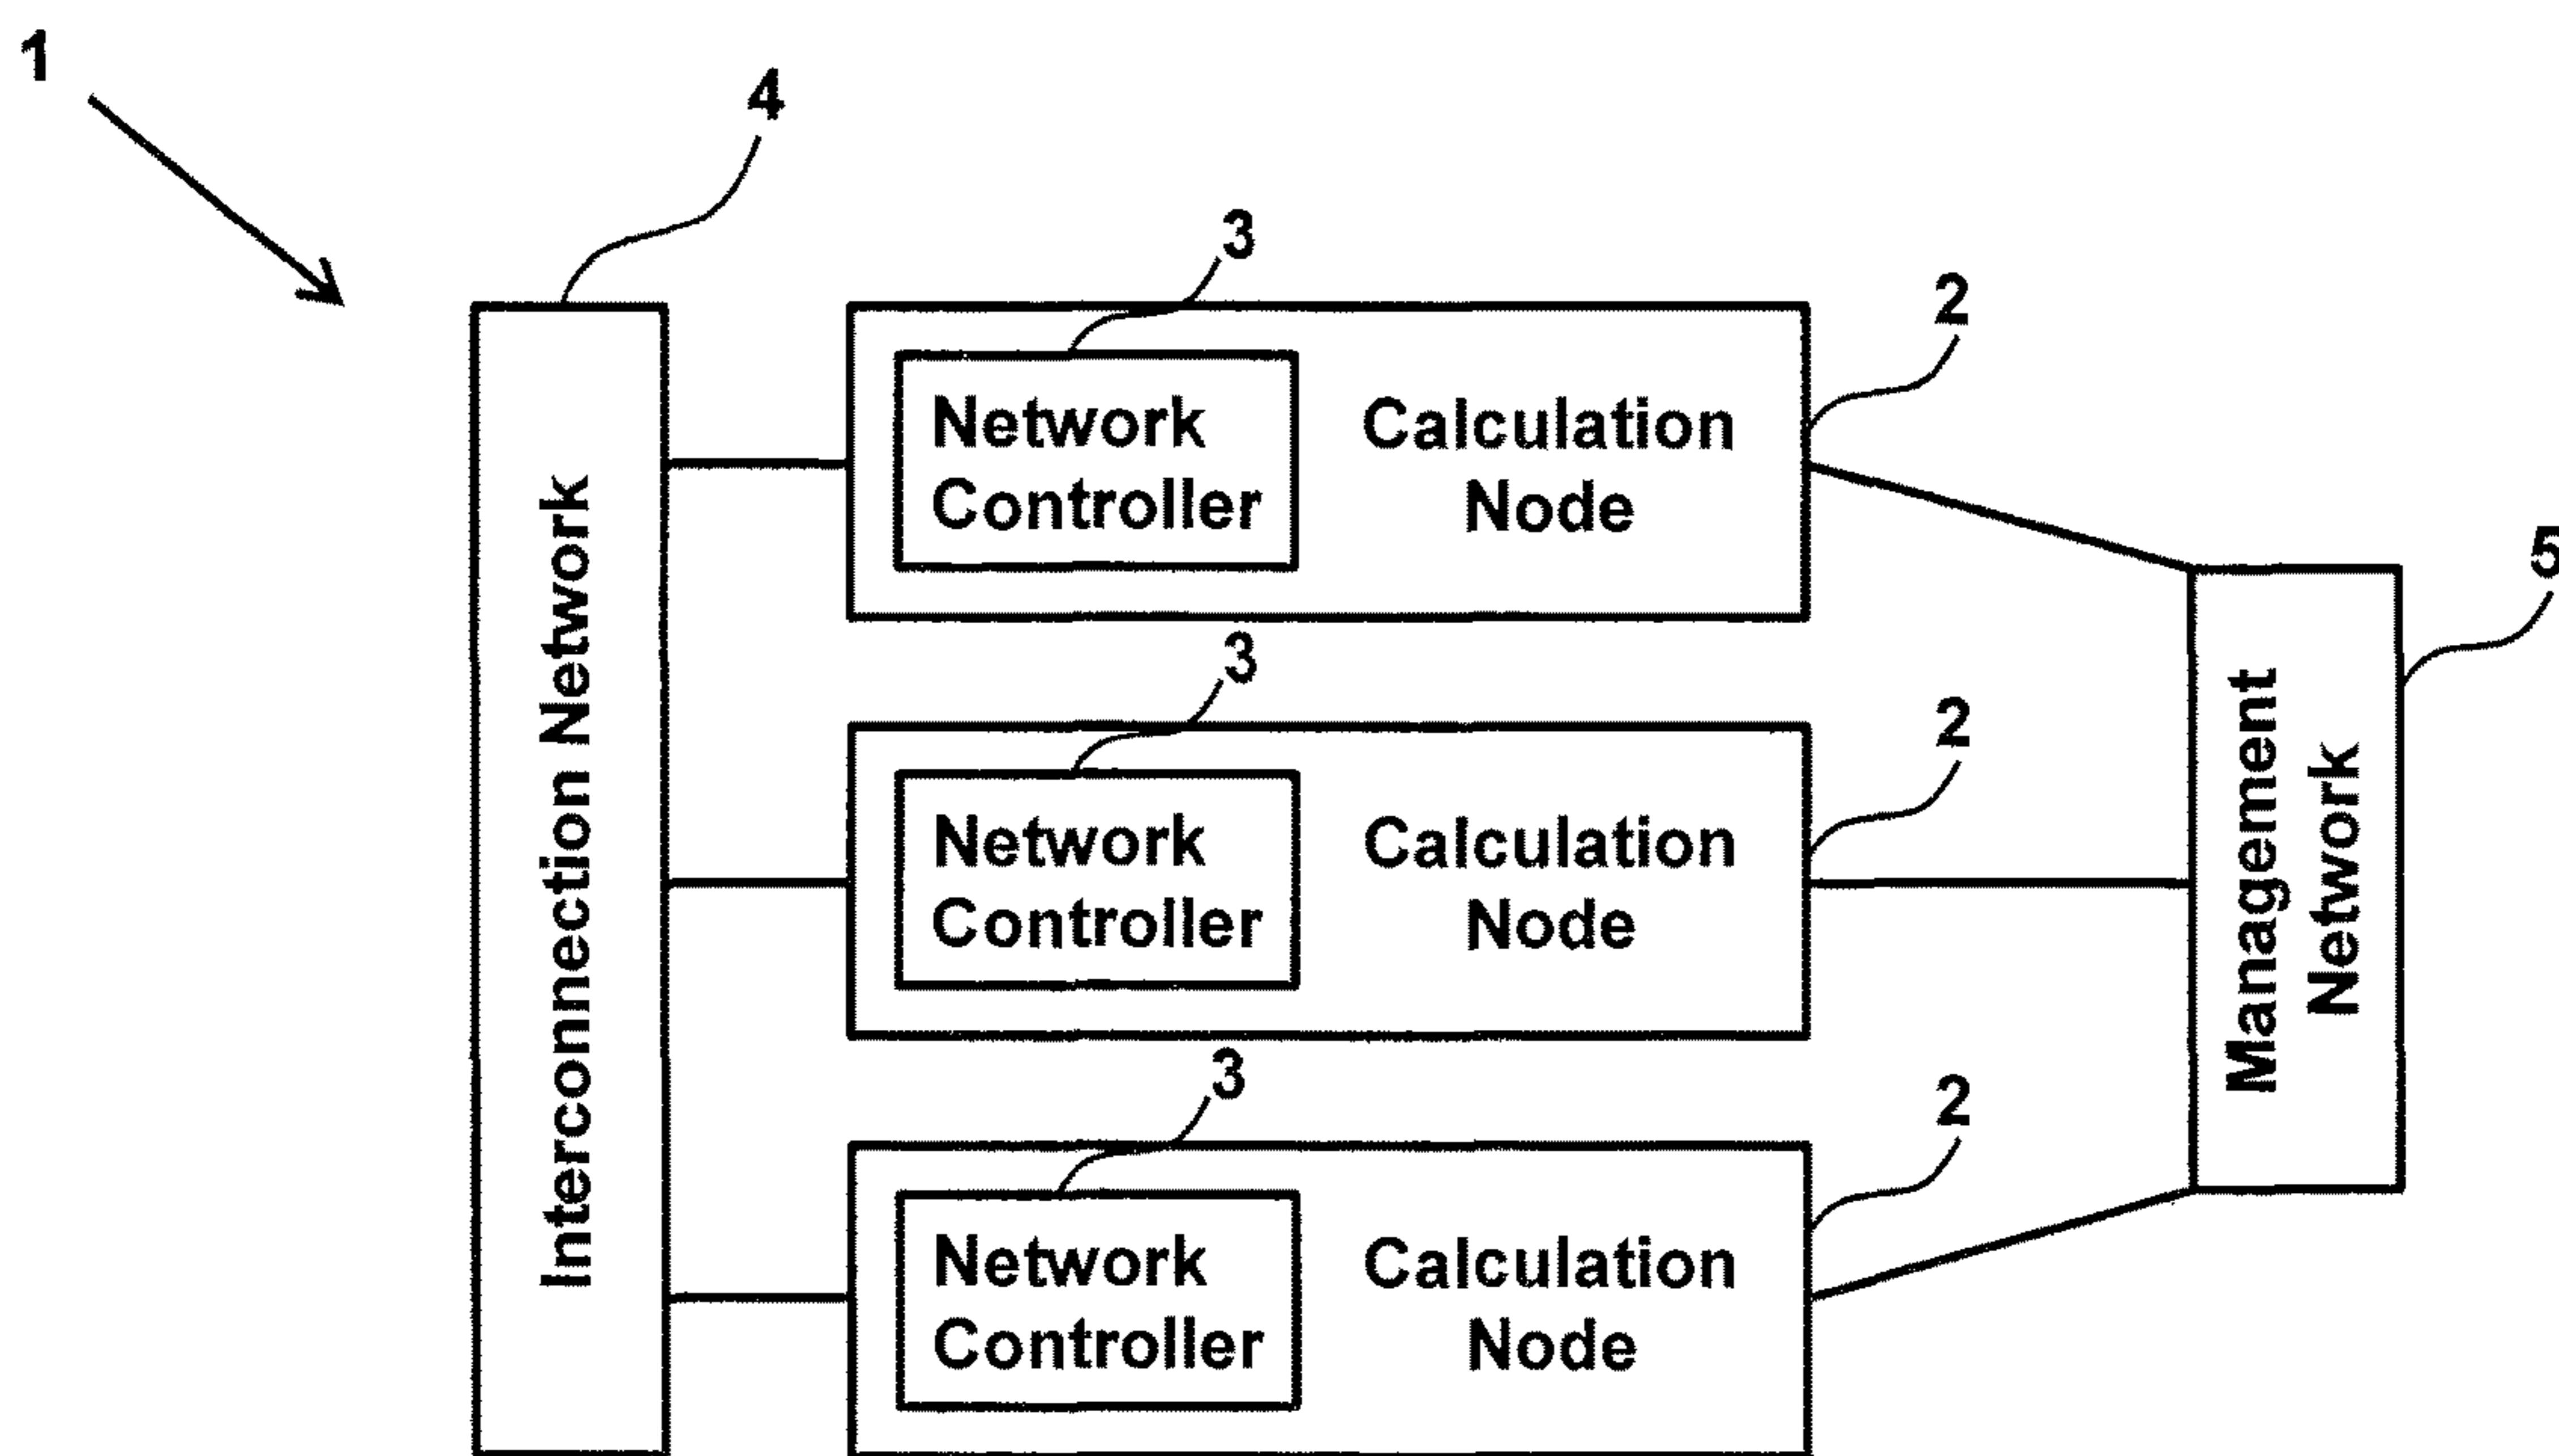 1
4
3
2
Network
Controller
Calculation
Node
Interconnection Network
5
3
2
Network
Controller
Calculation
Node
Management
Network
3
2
Network
Controller
Calculation
Node